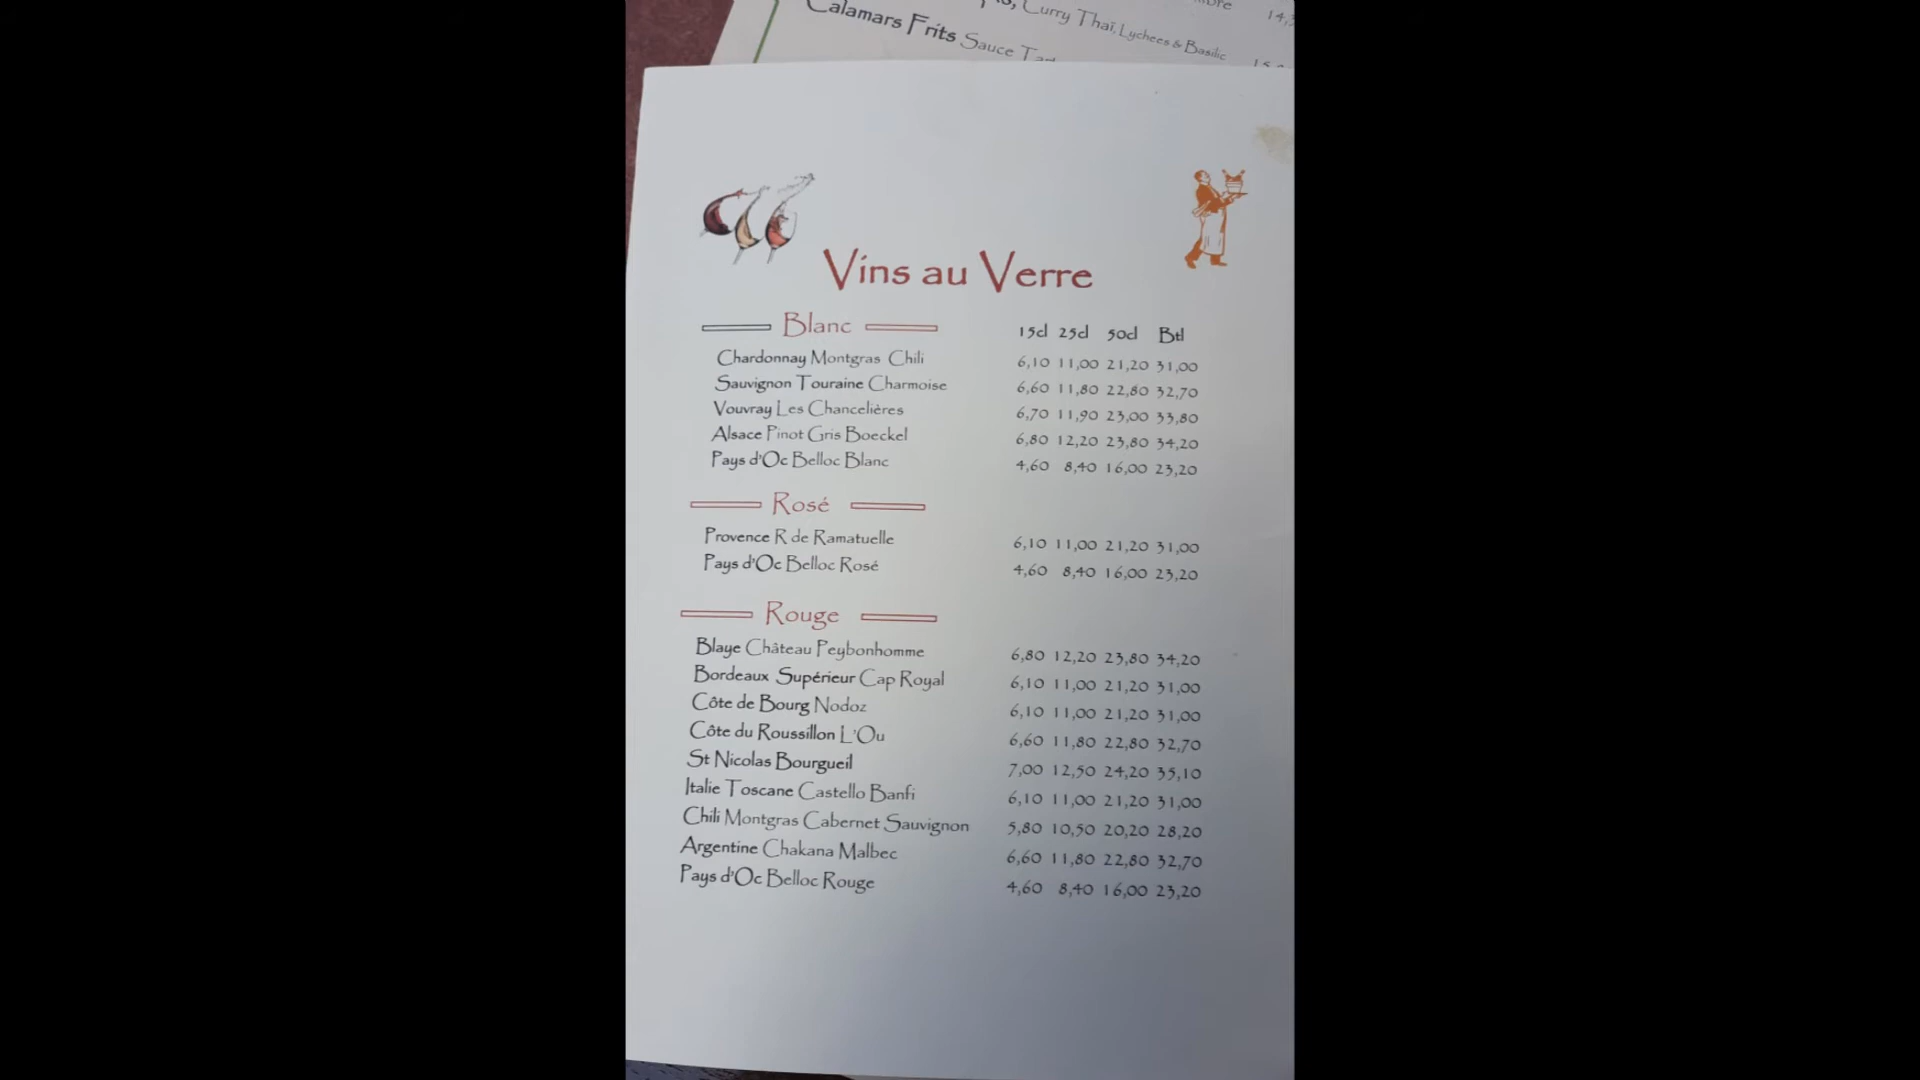 Curry Thaï, Lychees & Basilic
Calamars Frits Sauce
Vins au Verre
Blanc 15cl 25cl 50cl Btl
Chardonnay Montgras Chili 6,10 11,00 21,20 31,00
Sauvignon Touraine Charmoise 6,60 11,80 22,80 32,70
Vouvray Les Chancelières 6,70 11,90 23,00 33,80
Alsace Pinot Gris Boeckel 6,80 12,20 23,80 34,20
Pays d'Oc Belloc Blanc 4,60 8,40 16,00 23,20
Rosé
Provence R de Ramatuelle 6,10 11,00 21,20 31,00
Pays d'Oc Belloc Rosé 4,60 8,40 16,00 23,20
Rouge
Blaye Château Peybonhomme 6,80 12,20 23,80 34,20
Bordeaux Supérieur Cap Royal 6,10 11,00 21,20 31,00
Côte de Bourg Nodoz 6,10 11,00 21,20 31,00
Côte du Roussillon L'Ou 6,60 11,80 22,80 32,70
St Nicolas Bourgueil 7,00 12,50 24,20 35,10
Italie Toscane Castello Banfi 6,10 11,00 21,20 31,00
Chili Montgras Cabernet Sauvignon 5,80 10,50 20,20 28,20
Argentine Chakana Malbec 6,60 11,80 22,80 32,70
Pays d'Oc Belloc Rouge 4,60 8,40 16,00 23,20